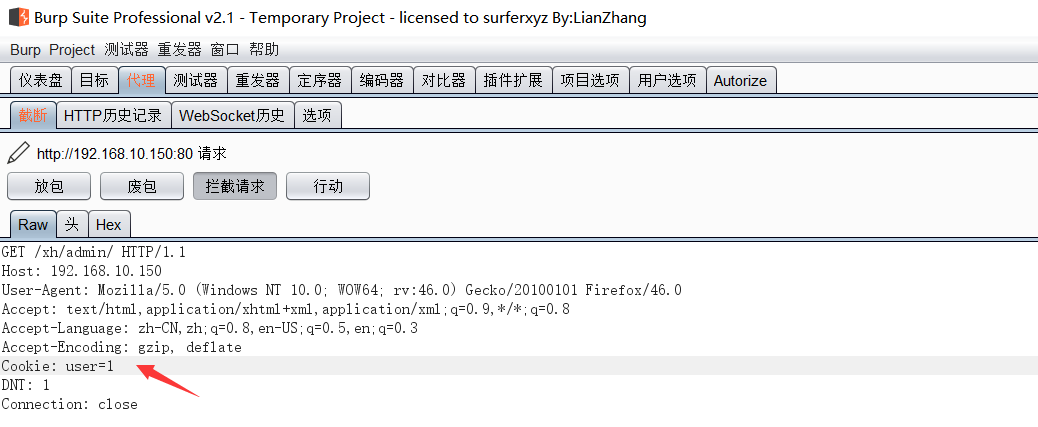 Burp Suite Professional v2.1 - Temporary Project - licensed to surferxyz By:LianZhang
Burp Project 测试器 重发器 窗口 帮助
仪表盘 目标 代理 测试器 重发器 定序器 编码器 对比器 插件扩展 项目选项 用户选项 Autorize
截断 HTTP历史记录 WebSocket历史 选项
http://192.168.10.150:80 请求
放包 废包 拦截请求 行动
Raw 头 Hex
GET /xh/admin/ HTTP/1.1
Host: 192.168.10.150
User-Agent: Mozilla/5.0 (Windows NT 10.0; WOW64; rv:46.0) Gecko/20100101 Firefox/46.0
Accept: text/html,application/xhtml+xml,application/xml;q=0.9,*/*;q=0.8
Accept-Language: zh-CN,zh;q=0.8,en-US;q=0.5,en;q=0.3
Accept-Encoding: gzip, deflate
Cookie: user=1
DNT: 1
Connection: close